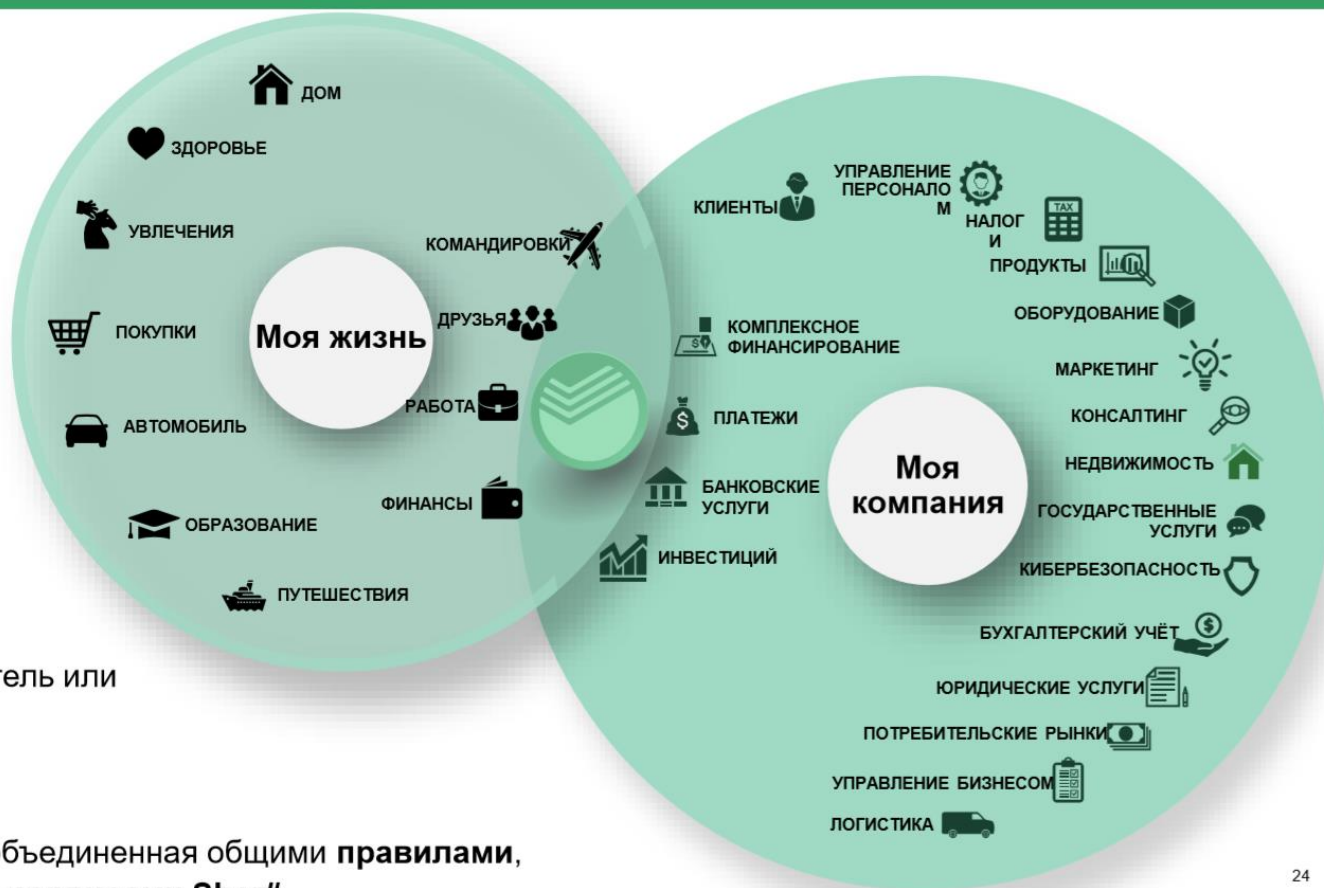 ДОМ
ЗДОРОВЬЕ
УВЛЕЧЕНИЯ
КОМАНДИРОВКИ
ПОКУПКИ
Моя жизнь
ДРУЗЬЯ
РАБОТА
АВТОМОБИЛЬ
ФИНАНСЫ
ОБРАЗОВАНИЕ
ПУТЕШЕСТВИЯ
КЛИЕНТЫ
УПРАВЛЕНИЕ
ПЕРСОНАЛО
М
НАЛОГ
И
TAX
ПРОДУКТЫ
ОБОРУДОВАНИЕ
КОМПЛЕКСНОЕ
ФИНАНСИРОВАНИЕ
МАРКЕТИНГ
ПЛАТЕЖИ
КОНСАЛТИНГ
Моя
компания
НЕДВИЖИМОСТЬ
БАНКОВСКИЕ
УСЛУГИ
ГОСУДАРСТВЕННЫЕ
УСЛУГИ
ИНВЕСТИЦИЙ
КИБЕРБЕЗОПАСНОСТЬ
БУХГАЛТЕРСКИЙ УЧЁТ
ЮРИДИЧЕСКИЕ УСЛУГИ
ПОТРЕБИТЕЛЬСКИЕ РЫНКИ
УПРАВЛЕНИЕ БИЗНЕСОМ
ЛОГИСТИКА
или
общими правилами,
24